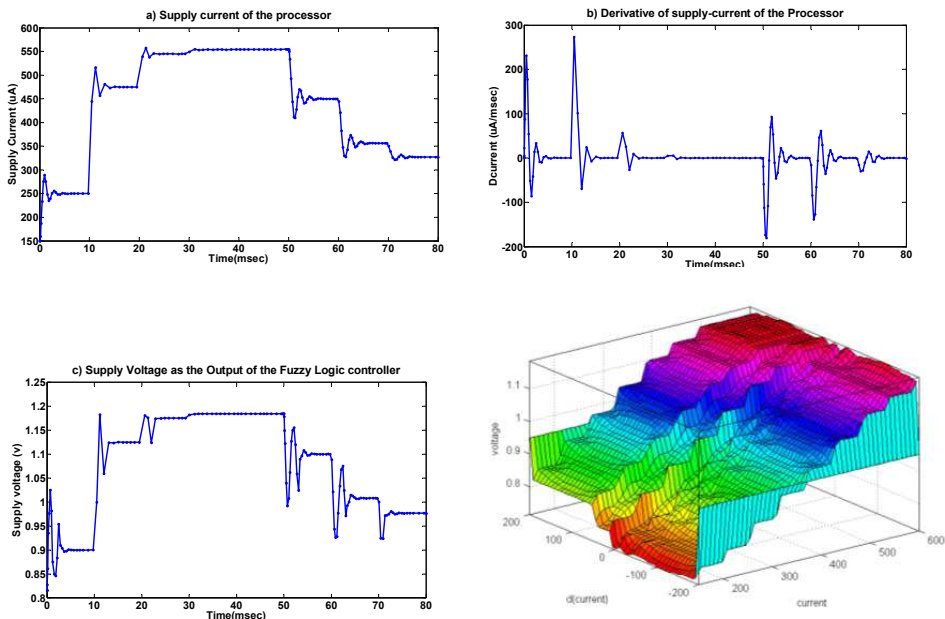 a) Supply current of the processor
Supply Current (uA)
600
550
500
450
400
350
300
250
200
150
0 10 20 30 40 50 60 70 80
Time(msec)
b) Derivative of supply-current of the Processor
Dcurrent (uA/msec)
300
200
100
0
-100
-200
0 10 20 30 40 50 60 70 80
Time(msec)
c) Supply Voltage as the Output of the Fuzzy Logic controller
Supply voltage (v)
1.25
1.2
1.15
1.1
1.05
1
0.95
0.9
0.85
0.8
0 10 20 30 40 50 60 70 80
Time(msec)
voltage
1.1
1
0.9
0.8
200
100
0
-100
-200
d(current)
200
300
400
500
600
current